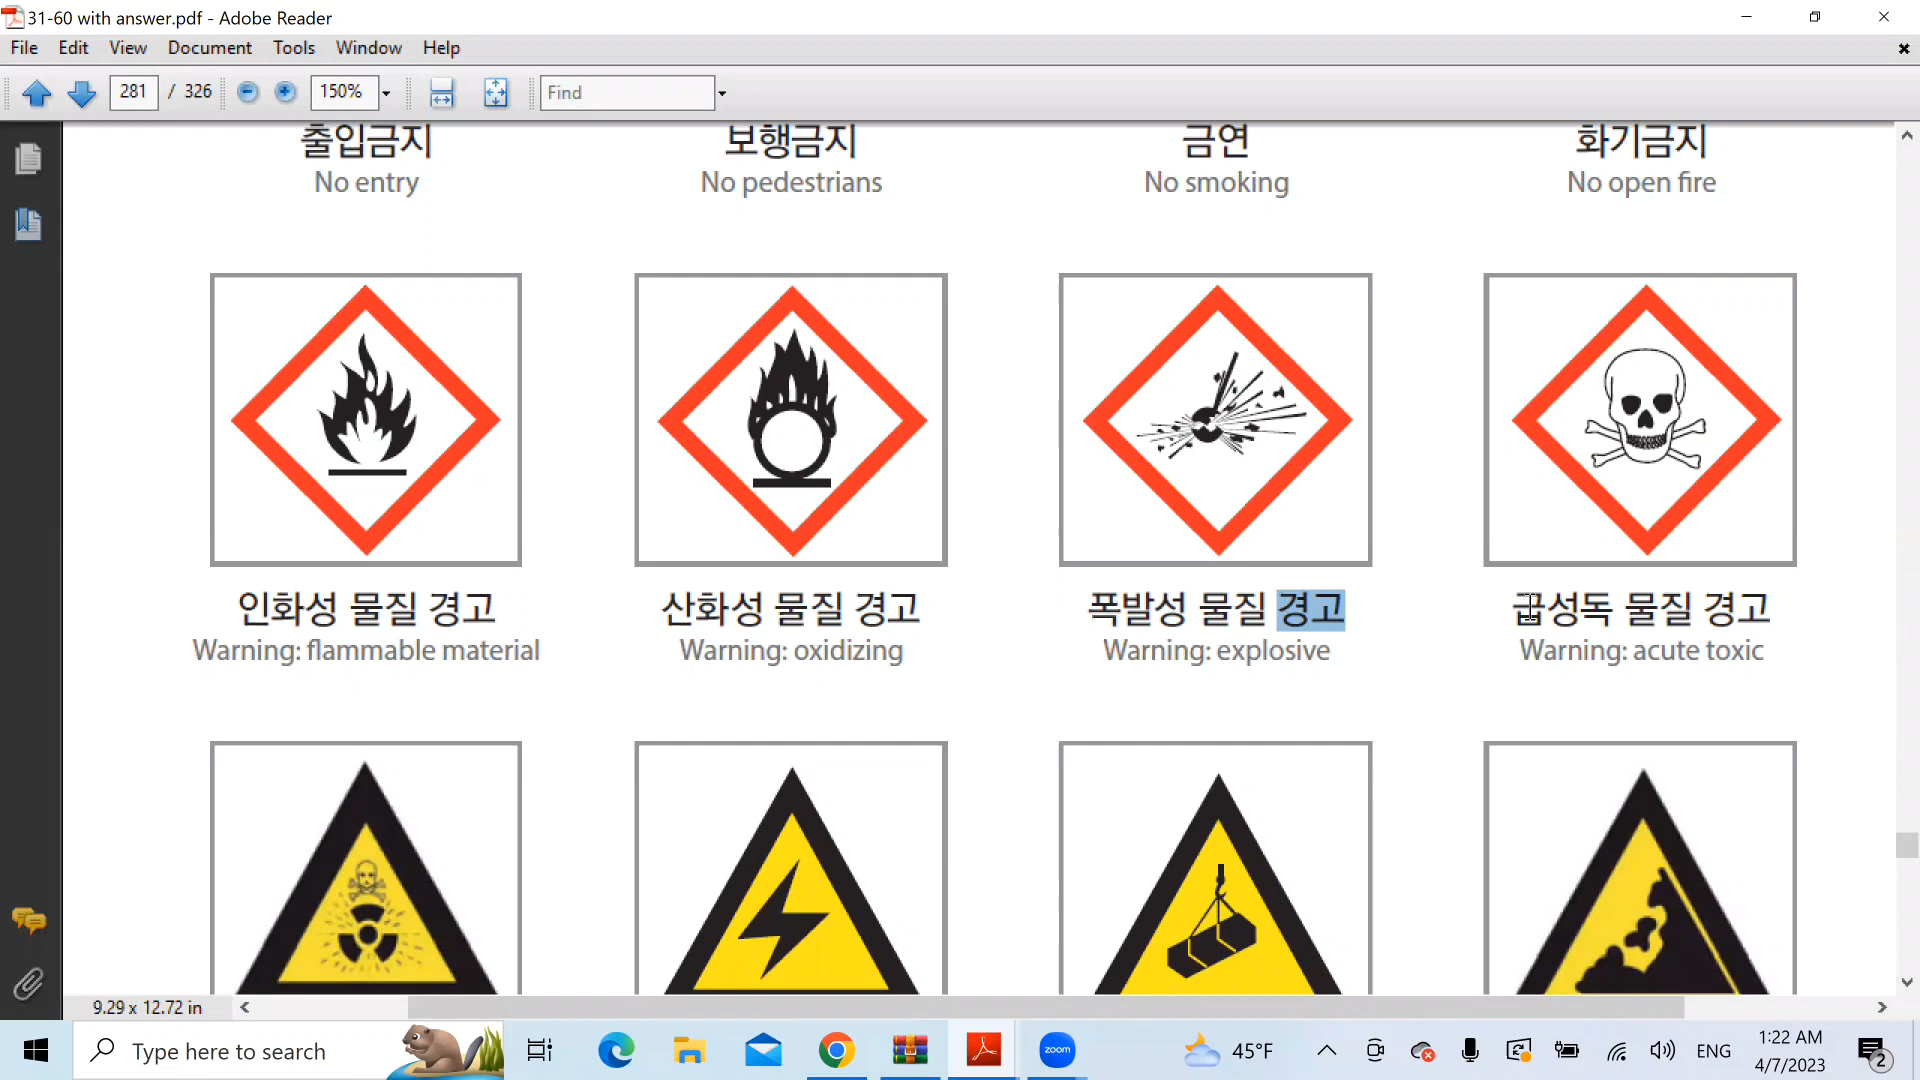 31-60 with answer.pdf - Adobe Reader
File Edit View Document Tools Window Help
281 / 326 150% Find
출입금지 보행금지 금연 화기금지
No entry No pedestrians No smoking No open fire
인화성 물질 경고 산화성 물질 경고 폭발성 물질 경고 급성독 물질 경고
Warning: flammable material Warning: oxidizing Warning: explosive Warning: acute toxic
9.29 x 12.72 in
Type here to search zoom 45°F ENG 1:22 AM
4/7/2023 2